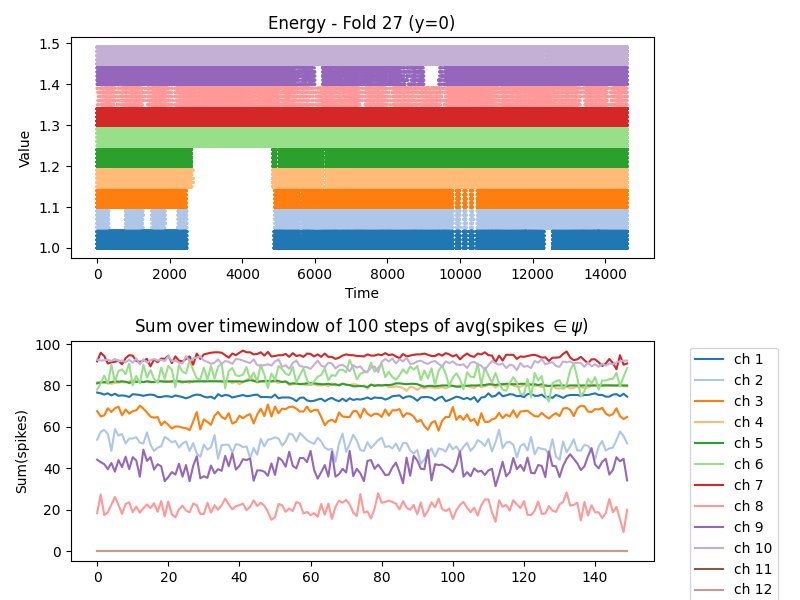 Energy - Fold 27 (y=0)
1.5
1.4
1.3
1.2
1.1
1.0
Value
0 2000 4000 6000 8000 10000 12000 14000
Time
Sum over timewindow of 100 steps of avg(spikes ∈ψ)
100
80
60
40
20
0
Sum(spikes)
0 20 40 60 80 100 120 140
ch 1
ch 2
ch 3
ch 4
ch 5
ch 6
ch 7
ch 8
ch 9
ch 10
ch 11
ch 12